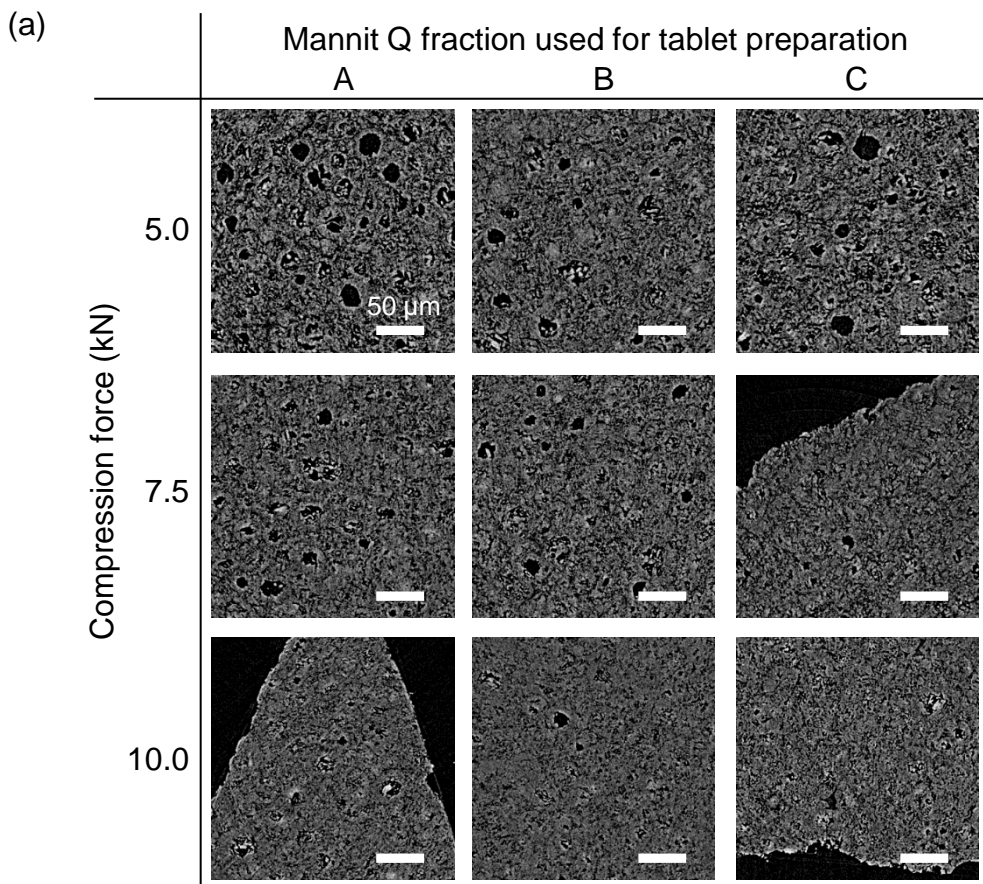 (a)
Mannit Q fraction used for tablet preparation
A B C
Compression force (kN)
5.0
50 µm
7.5
10.0